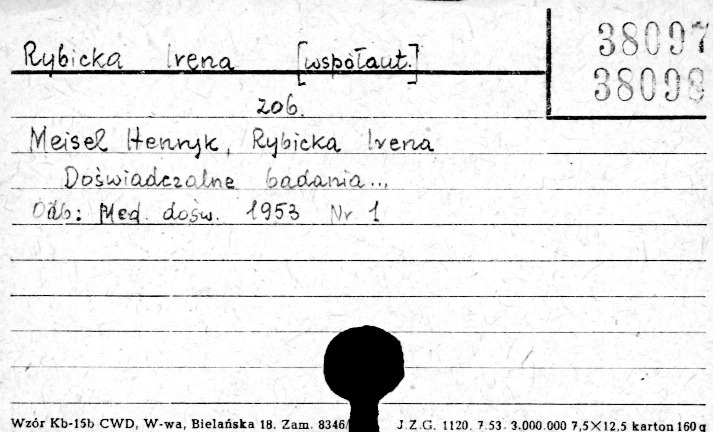 Rybicka Irena [współaut.]
38097
38098
zob.
Meisel Henryk, Rybicka Irena
Doświadczalne badania...
Odb: Med. dośw. 1953 Nr 1
Wzór Kb-15b CWD, W-wa, Bielańska 18. Zam. 8346/ J.Z.G. 1120. 7.53. 3.000.000 7,5×12,5 karton 160 g